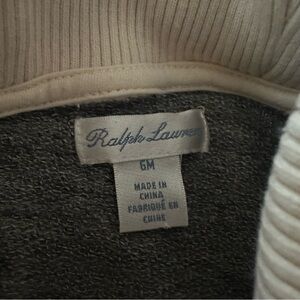 Ralph Lauren
6M
MADE IN
CHINA
FABRIQUÉ EN
CHINE